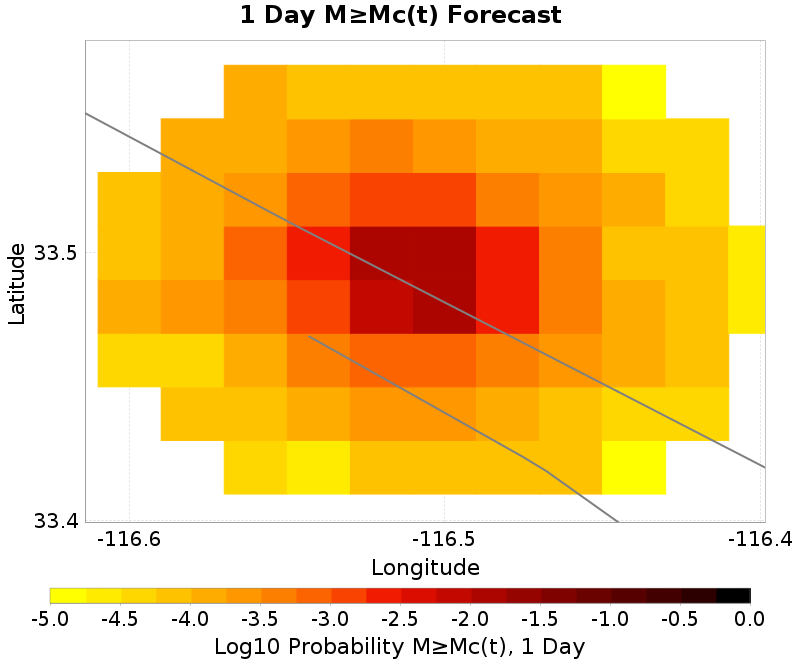 1 Day M≥Mc(t) Forecast
Latitude
33.5
33.4
-116.6 -116.5 -116.4
Longitude
-5.0 -4.5 -4.0 -3.5 -3.0 -2.5 -2.0 -1.5 -1.0 -0.5 0.0
Log10 Probability M≥Mc(t), 1 Day